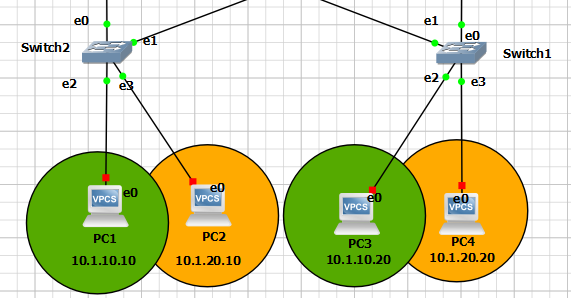 e0
e1
Switch2
e2
e3
e1
e0
Switch1
e2
e3
VPCS
e0
PC1
10.1.10.10
VPCS
e0
PC2
10.1.20.10
VPCS
e0
PC3
10.1.10.20
VPCS
e0
PC4
10.1.20.20